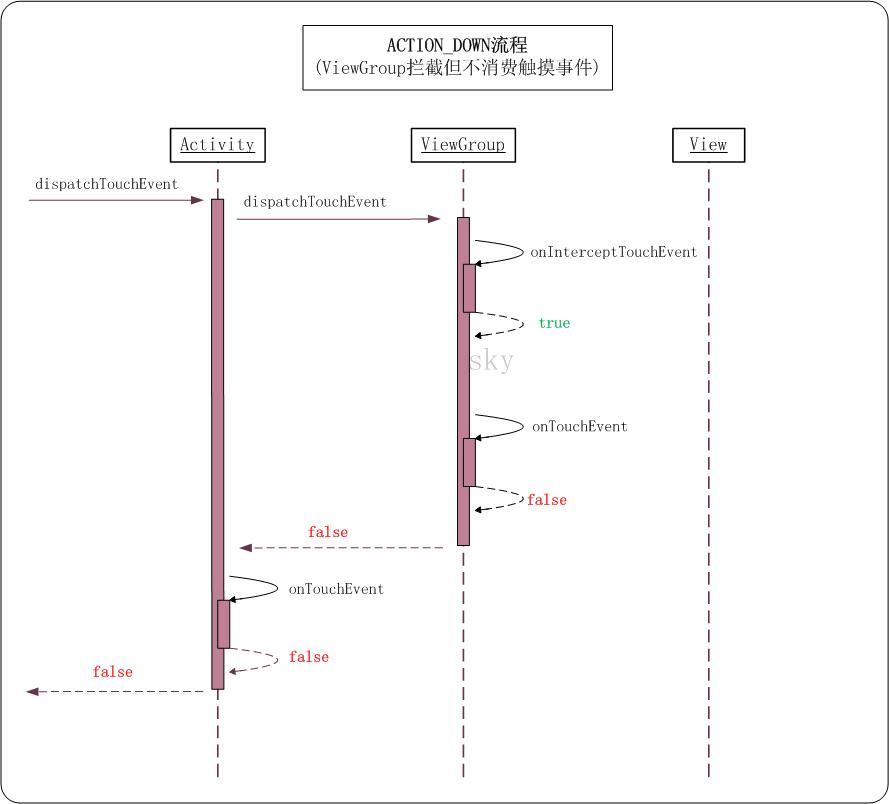 ACTION_DOWN流程
(ViewGroup拦截但不消费触摸事件)
Activity
ViewGroup
View
dispatchTouchEvent
dispatchTouchEvent
onInterceptTouchEvent
true
sky
onTouchEvent
false
false
onTouchEvent
false
false